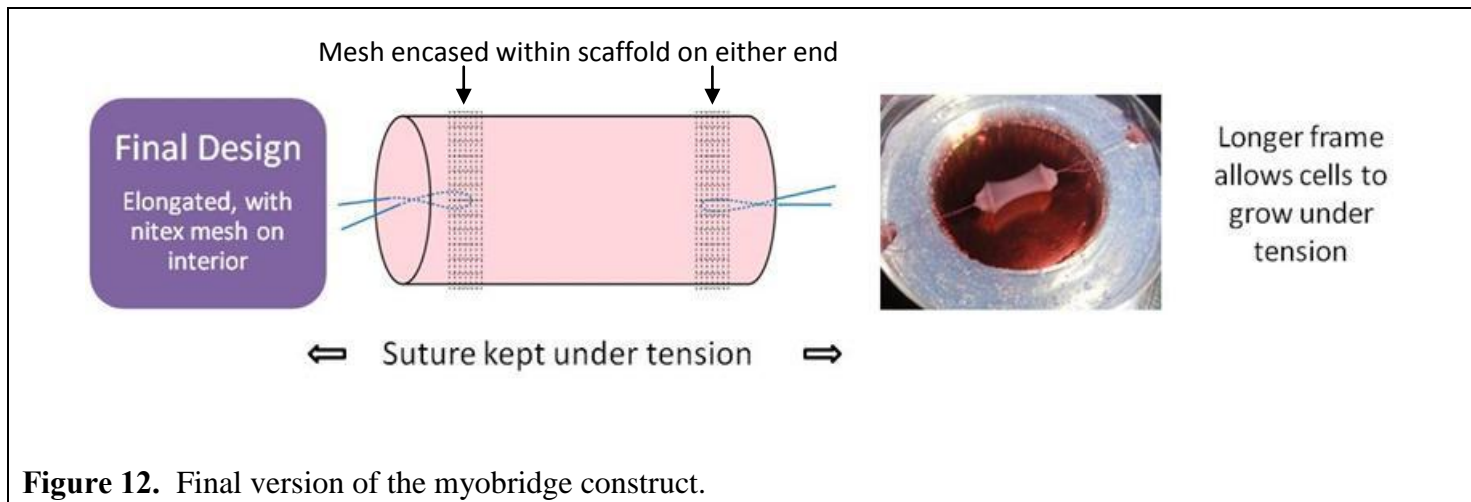 Mesh encased within scaffold on either end
Final Design
Elongated, with
nitex mesh on
interior
Longer frame
allows cells to
grow under
tension
⇦ Suture kept under tension ⇨
Figure 12. Final version of the myobridge construct.